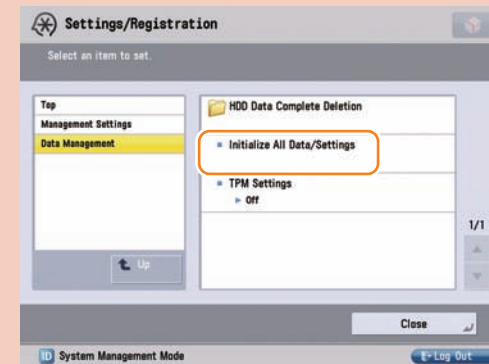 Settings/Registration
Select an item to set.
Top
Management Settings
Data Management
Up
HDD Data Complete Deletion
Initialize All Data/Settings
TPM Settings
Off
1/1
Close
ID System Management Mode
Log Out